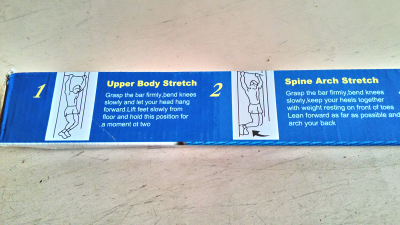 1
Upper Body Stretch
Grasp the bar firmly,bend knees
slowly and let your head hang
forward.Lift feet slowly from
floor and hold this position for
a moment ot two
2
Spine Arch Stretch
Grasp the bar firmly,bend knees
slowly,keep your heels together
with weight resting on front of toes
Lean forward as far as possible and
arch your back